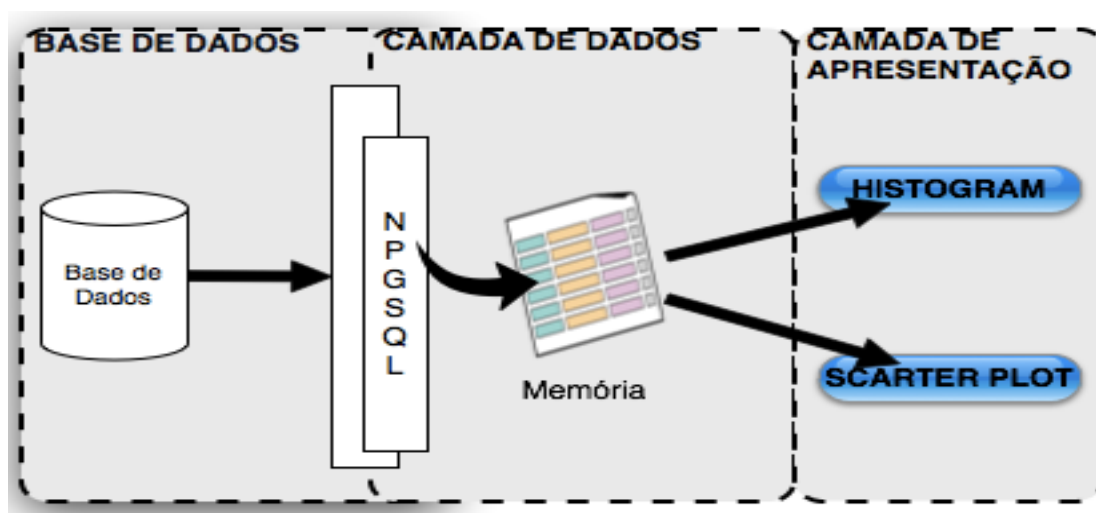 BASE DE DADOS
CAMADA DE DADOS
CAMADA DE
APRESENTAÇÃO
Base de
Dados
N
P
G
S
Q
L
Memória
HISTOGRAM
SCARTER PLOT